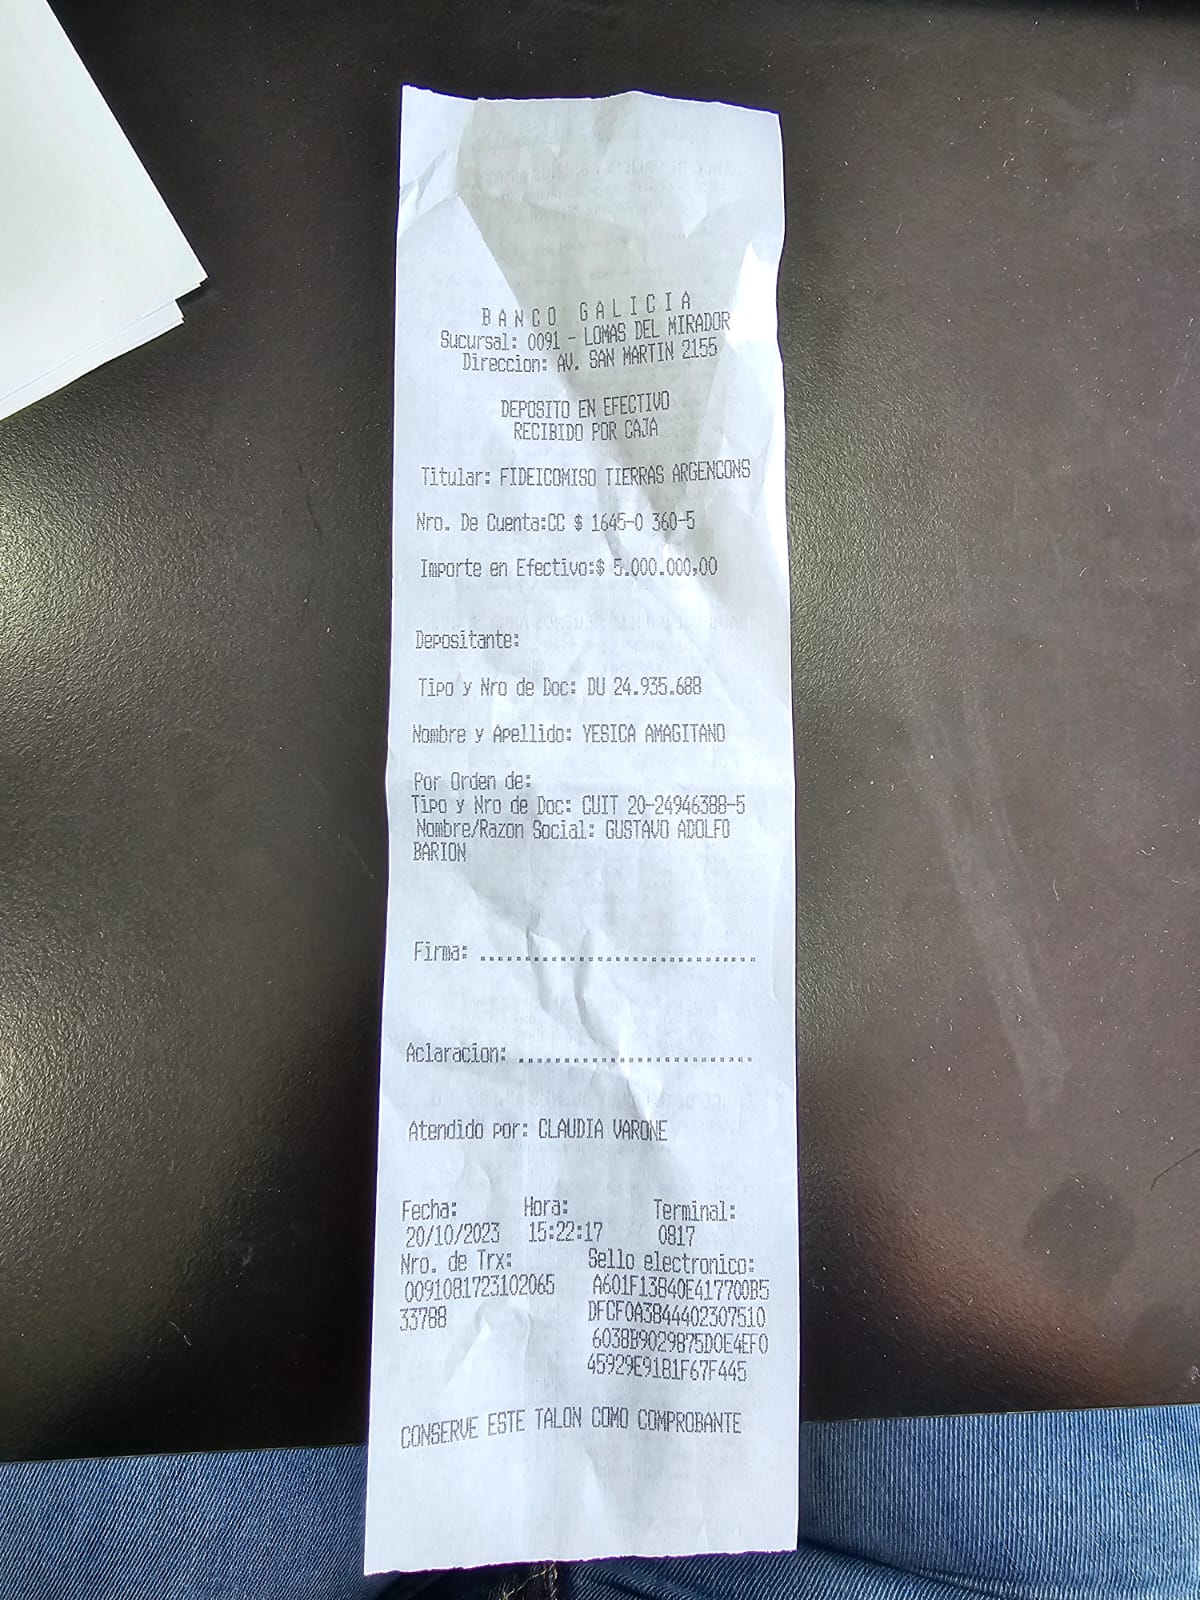 BANCO GALICIA
Sucursal: 0091 - LOMAS DEL MIRADOR
Direccion: AV. SAN MARTIN 2155
DEPOSITO EN EFECTIVO
RECIBIDO POR CAJA
Titular: FIDEICOMISO TIERRAS ARGENCONS
Nro. De Cuenta:CC $ 1645-0 360-5
Importe en Efectivo:$ 5.000.000,00
Depositante:
Tipo y Nro de Doc: DU 24.935.688
Nombre y Apellido: YESICA AMAGITANO
Por Orden de:
Tipo y Nro de Doc: CUIT 20-24946388-5
Nombre/Razon Social: GUSTAVO ADOLFO
BARION
Firma: ..............................
Aclaracion: ..........................
Atendido por: CLAUDIA VARONE
Fecha: Hora: Terminal:
20/10/2023 15:22:17 0817
Nro. de Trx: Sello electronico:
0091081723102065 A601F13840E417700B5
33788 DFCF0A3844402307510
6038B9029875D0E4EF0
45929E91B1F67F445
CONSERVE ESTE TALON COMO COMPROBANTE